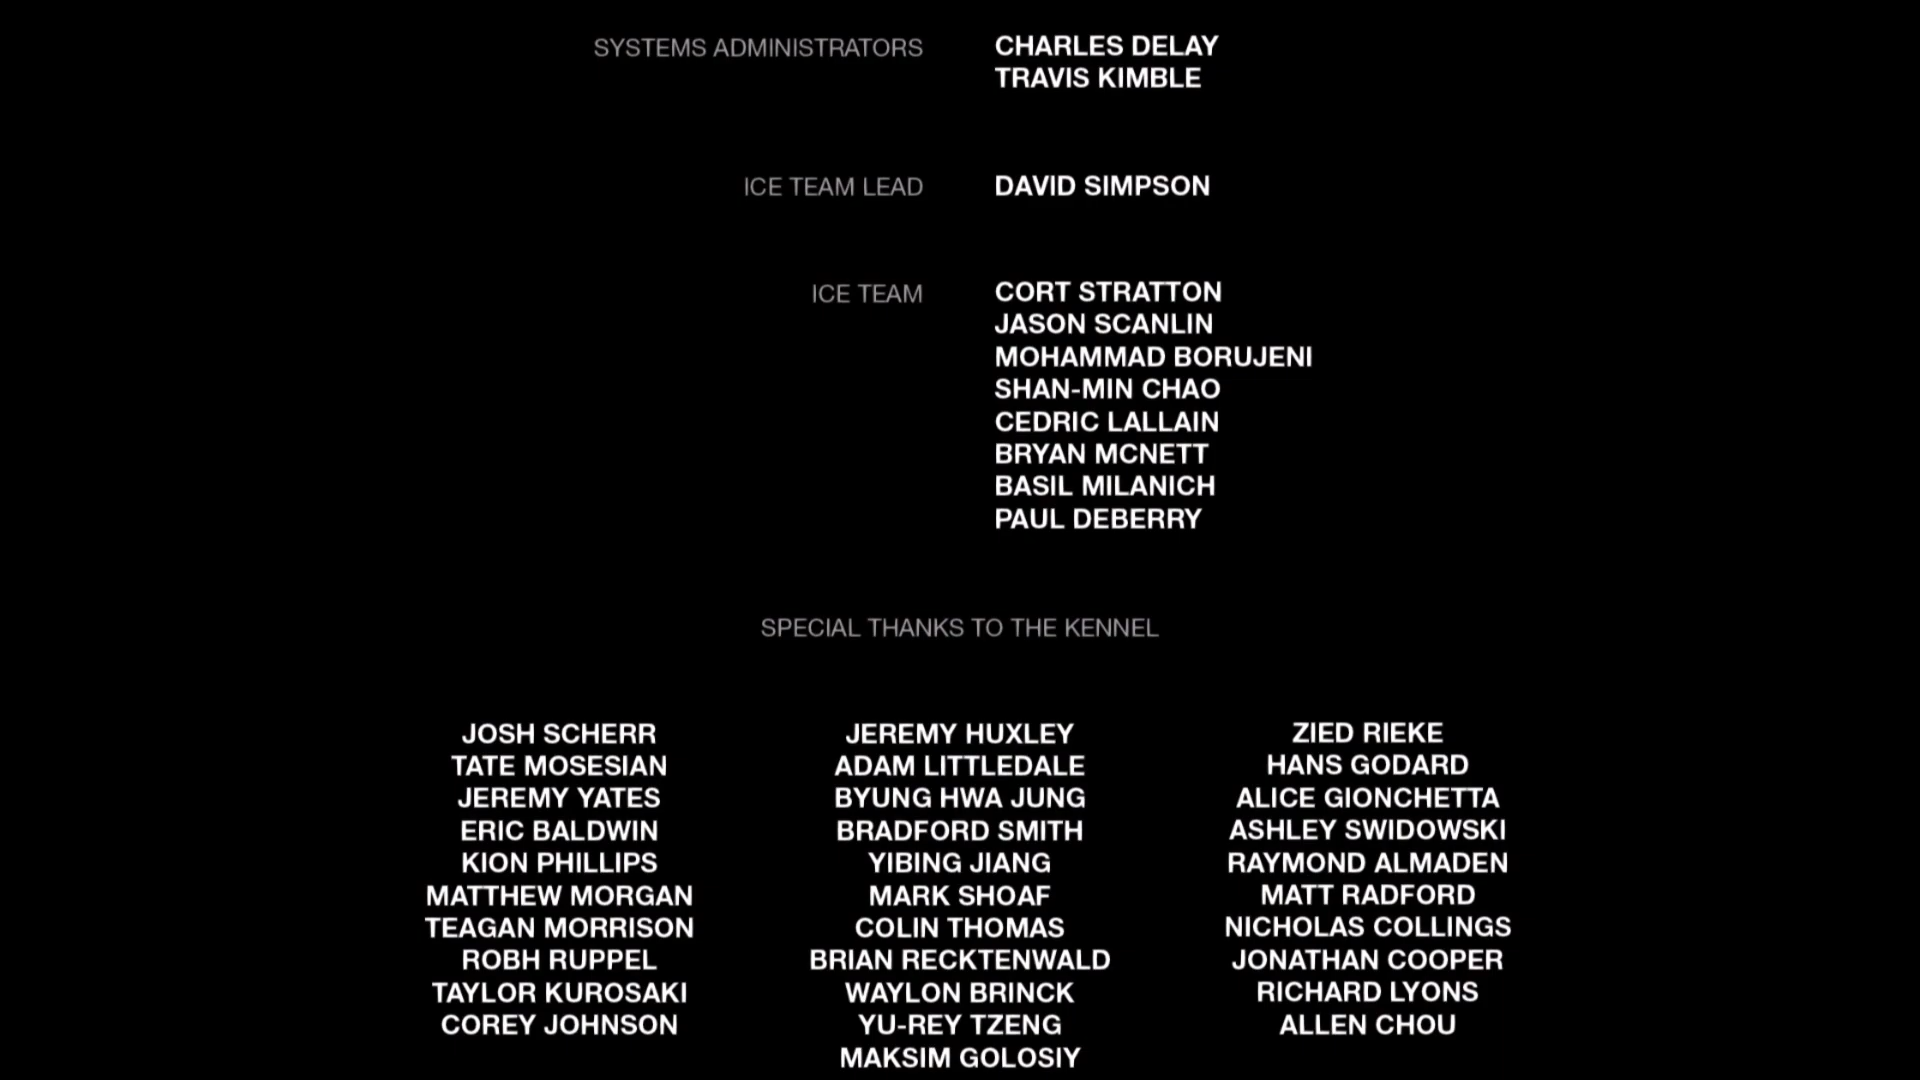 SYSTEMS ADMINISTRATORS CHARLES DELAY
TRAVIS KIMBLE
ICE TEAM LEAD DAVID SIMPSON
ICE TEAM CORT STRATTON
JASON SCANLIN
MOHAMMAD BORUJENI
SHAN-MIN CHAO
CEDRIC LALLAIN
BRYAN MCNETT
BASIL MILANICH
PAUL DEBERRY
SPECIAL THANKS TO THE KENNEL
JOSH SCHERR JEREMY HUXLEY ZIED RIEKE
TATE MOSESIAN ADAM LITTLEDALE HANS GODARD
JEREMY YATES BYUNG HWA JUNG ALICE GIONCHETTA
ERIC BALDWIN BRADFORD SMITH ASHLEY SWIDOWSKI
KION PHILLIPS YIBING JIANG RAYMOND ALMADEN
MATTHEW MORGAN MARK SHOAF MATT RADFORD
TEAGAN MORRISON COLIN THOMAS NICHOLAS COLLINGS
ROBH RUPPEL BRIAN RECKTENWALD JONATHAN COOPER
TAYLOR KUROSAKI WAYLON BRINCK RICHARD LYONS
COREY JOHNSON YU-REY TZENG ALLEN CHOU
MAKSIM GOLOSIY